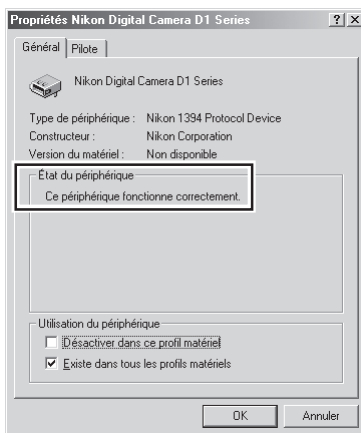 Propriétés Nikon Digital Camera D1 Series
Général Pilote
Nikon Digital Camera D1 Series
Type de périphérique : Nikon 1394 Protocol Device
Constructeur : Nikon Corporation
Version du matériel : Non disponible
État du périphérique
Ce périphérique fonctionne correctement.
Utilisation du périphérique
Désactiver dans ce profil matériel
Existe dans tous les profils matériels
OK Annuler